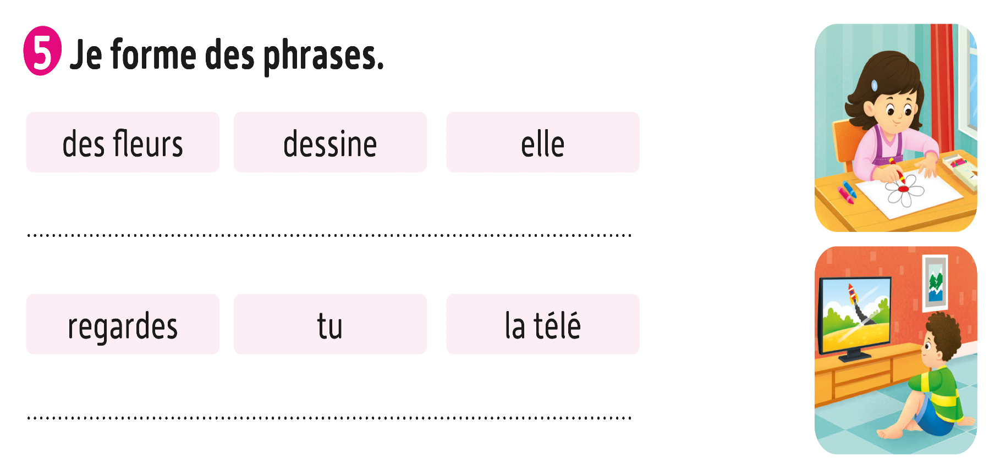 5 Je forme des phrases.
des fleurs dessine elle
regardes tu la télé